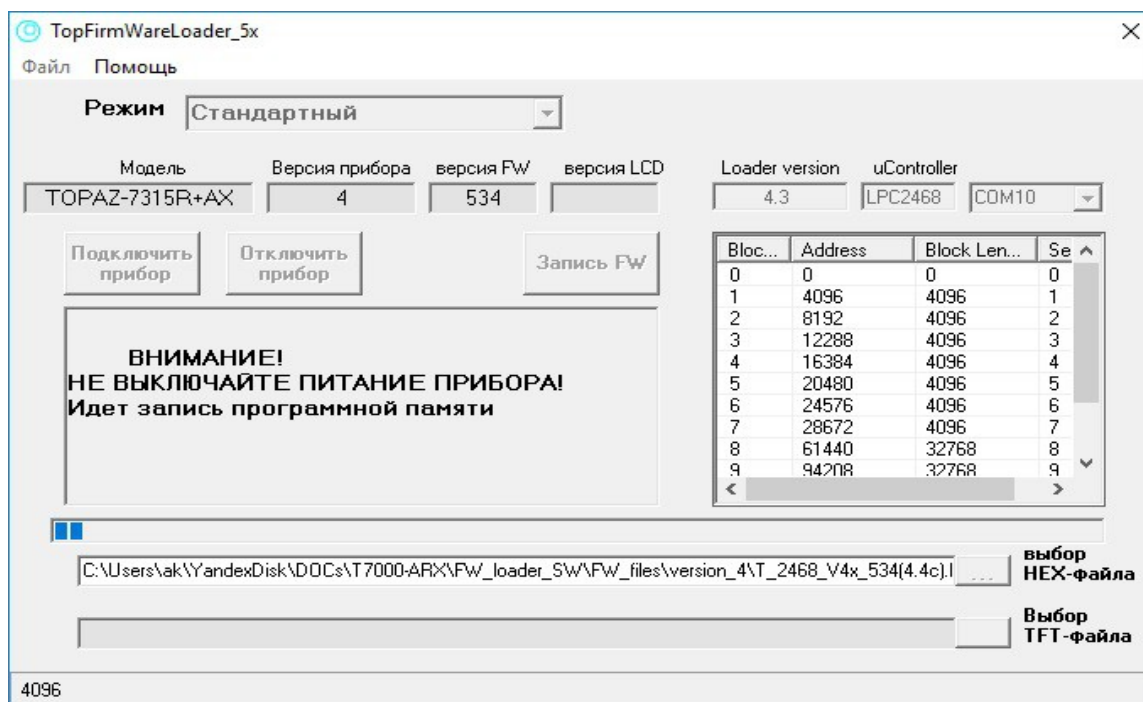 TopFirmWareLoader_5x
Файл Помощь
Режим Стандартный
Модель Версия прибора версия FW версия LCD Loader version uController
TOPAZ-7315R+AX 4 534 4.3 LPC2468 COM10
Подключить прибор
Отключить прибор
Запись FW
ВНИМАНИЕ!
НЕ ВЫКЛЮЧАЙТЕ ПИТАНИЕ ПРИБОРА!
Идет запись программной памяти
Bloc... Address Block Len... Se
0 0 0 0
1 4096 4096 1
2 8192 4096 2
3 12288 4096 3
4 16384 4096 4
5 20480 4096 5
6 24576 4096 6
7 28672 4096 7
8 61440 32768 8
9 94208 32768 9
C:\Users\ak\YandexDisk\DOCs\T7000-ARX\FW_loader_SW\FW_files\version_4\T_2468_V4x_534(4.4c).l ...
выбор
HEX-файла
Выбор
TFT-файла
4096